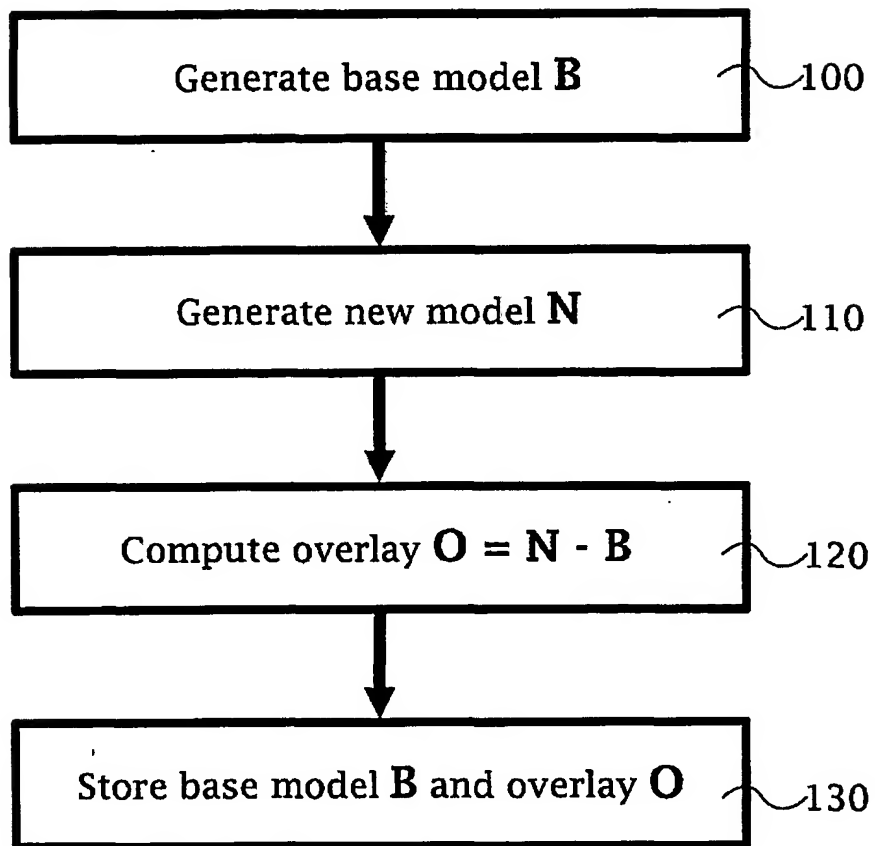 Generate base model B
100
Generate new model N
110
Compute overlay O = N - B
120
Store base model B and overlay O
130